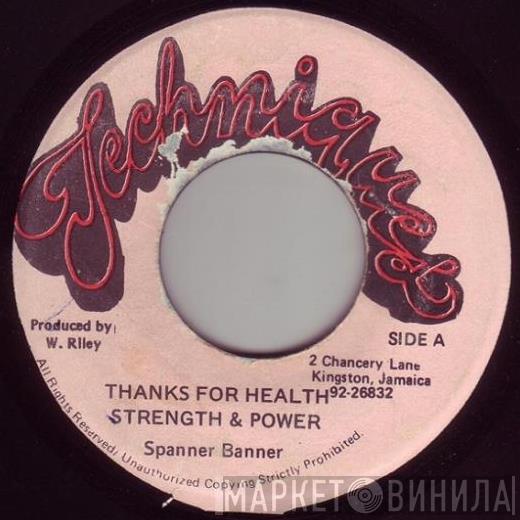 Techniques
Produced by
W. Riley
SIDE A
2 Chancery Lane
Kingston, Jamaica
92-26832
THANKS FOR HEALTH
STRENGTH & POWER
Spanner Banner
All Rights Reserved. Unauthorized Copying Strictly Prohibited.
МАРКЕТ ВИНИЛА